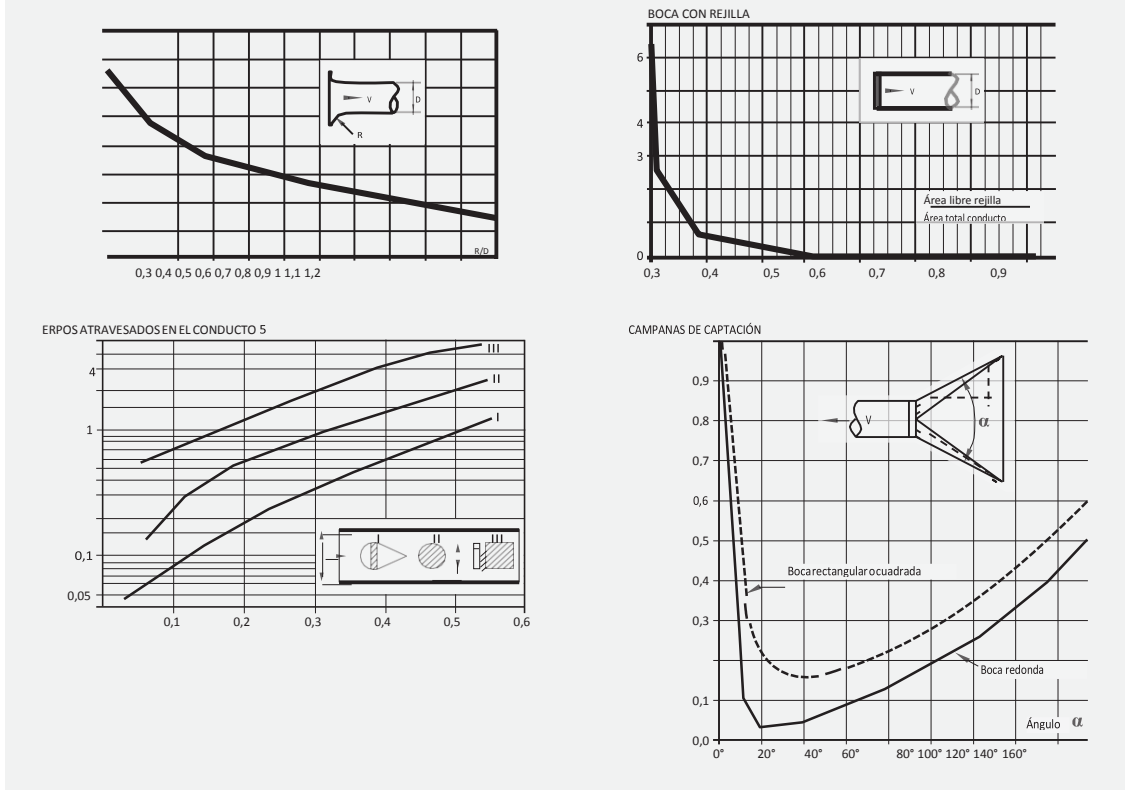 V
D
R
R/D
0,3 0,4 0,5 0,6 0,7 0,8 0,9 1 1,1 1,2
BOCA CON REJILLA
6
4
3
0
V
D
Área libre rejilla
Área total conducto
0,3 0,4 0,5 0,6 0,7 0,8 0,9
ERPOS ATRAVESADOS EN EL CONDUCTO 5
4
1
0,1
0,05
III
II
I
I II III
0,1 0,2 0,3 0,4 0,5 0,6
CAMPANAS DE CAPTACIÓN
0,9
0,8
0,7
0,6
0,5
0,4
0,3
0,1
0,0
V
α
Boca rectangular o cuadrada
Boca redonda
Ángulo α
0° 20° 40° 60° 80° 100° 120° 140° 160°